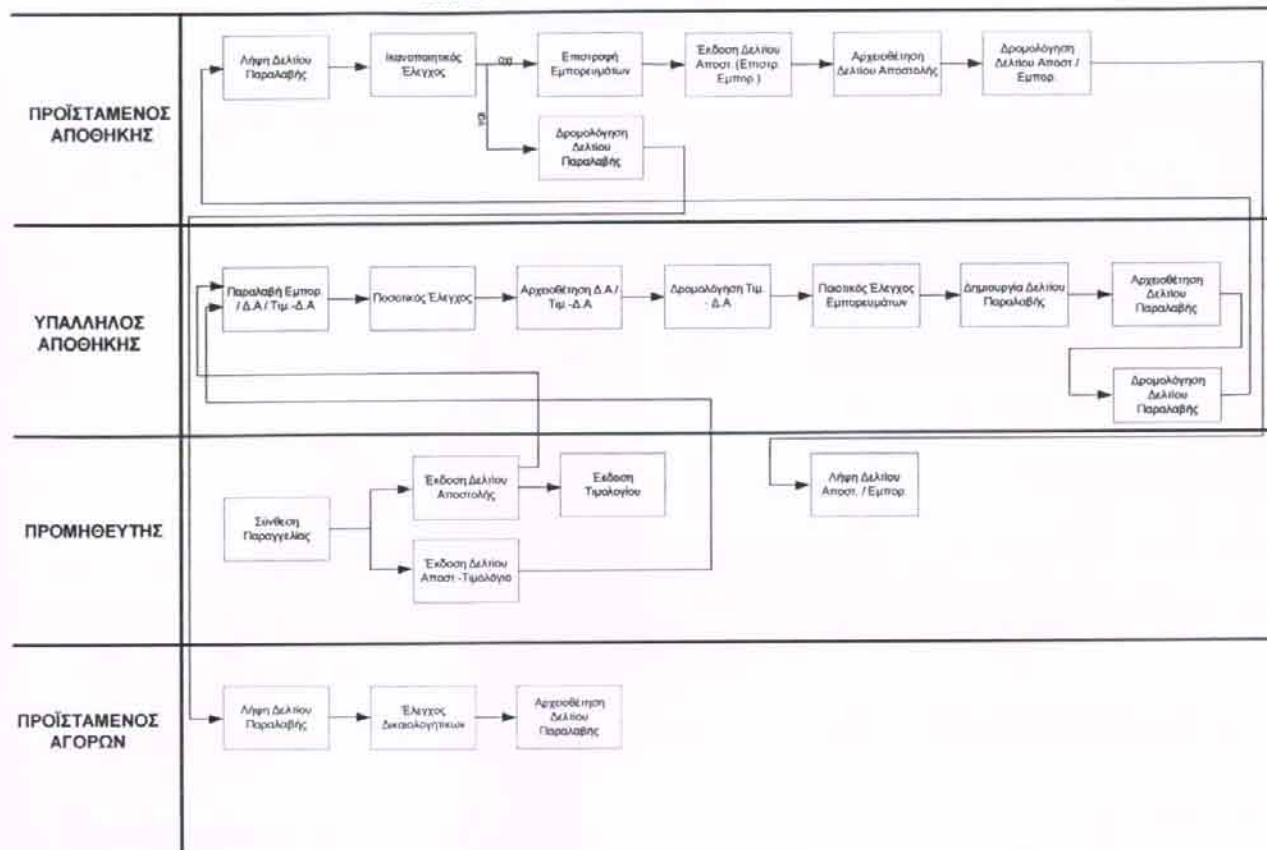 ΠΡΟΪΣΤΑΜΕΝΟΣ
ΑΠΟΘΗΚΗΣ
Λήψη Δελτίου
Παραλαβής
Ικανοποιητικός
Έλεγχος
Όχι
Ναι
Επιστροφή
Εμπορευμάτων
Έκδοση Δελτίου
Αποστ. (Επιστρ.
Εμπορ.)
Αρχειοθέτηση
Δελτίου Αποστολής
Δρομολόγηση
Δελτίου Αποστ /
Εμπορ.
Δρομολόγηση
Δελτίου
Παραλαβής
ΥΠΑΛΛΗΛΟΣ
ΑΠΟΘΗΚΗΣ
Παραλαβή Εμπορ
/ Δ.Α / Τιμ.-Δ.Α
Ποσοτικός Έλεγχος
Αρχειοθέτηση Δ.Α /
Τιμ.-Δ.Α
Δρομολόγηση Τιμ.
- Δ.Α
Ποιοτικός Έλεγχος
Εμπορευμάτων
Δημιουργία Δελτίου
Παραλαβής
Αρχειοθέτηση
Δελτίου
Παραλαβής
Δρομολόγηση
Δελτίου
Παραλαβής
ΠΡΟΜΗΘΕΥΤΗΣ
Σύνθεση
Παραγγελίας
Έκδοση Δελτίου
Αποστολής
Έκδοση
Τιμολογίου
Έκδοση Δελτίου
Αποστ.-Τιμολόγιο
Λήψη Δελτίου
Αποστ. / Εμπορ.
ΠΡΟΪΣΤΑΜΕΝΟΣ
ΑΓΟΡΩΝ
Λήψη Δελτίου
Παραλαβής
Έλεγχος
Δικαιολογητικων
Αρχειοθέτηση
Δελτίου
Παραλαβής